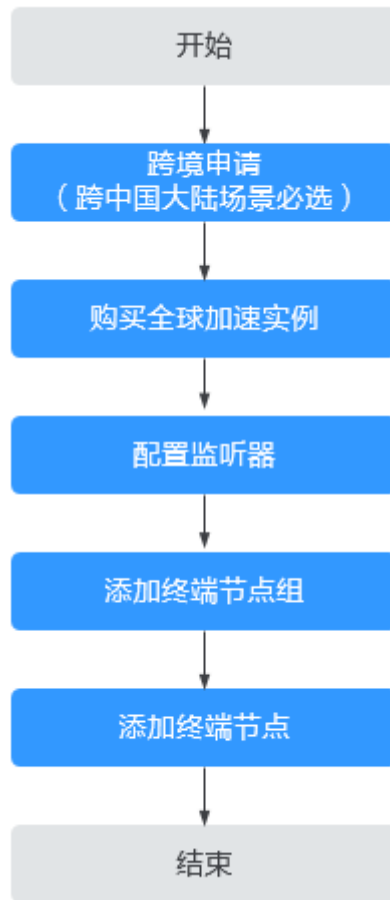 开始
跨境申请
（跨中国大陆场景必选）
购买全球加速实例
配置监听器
添加终端节点组
添加终端节点
结束